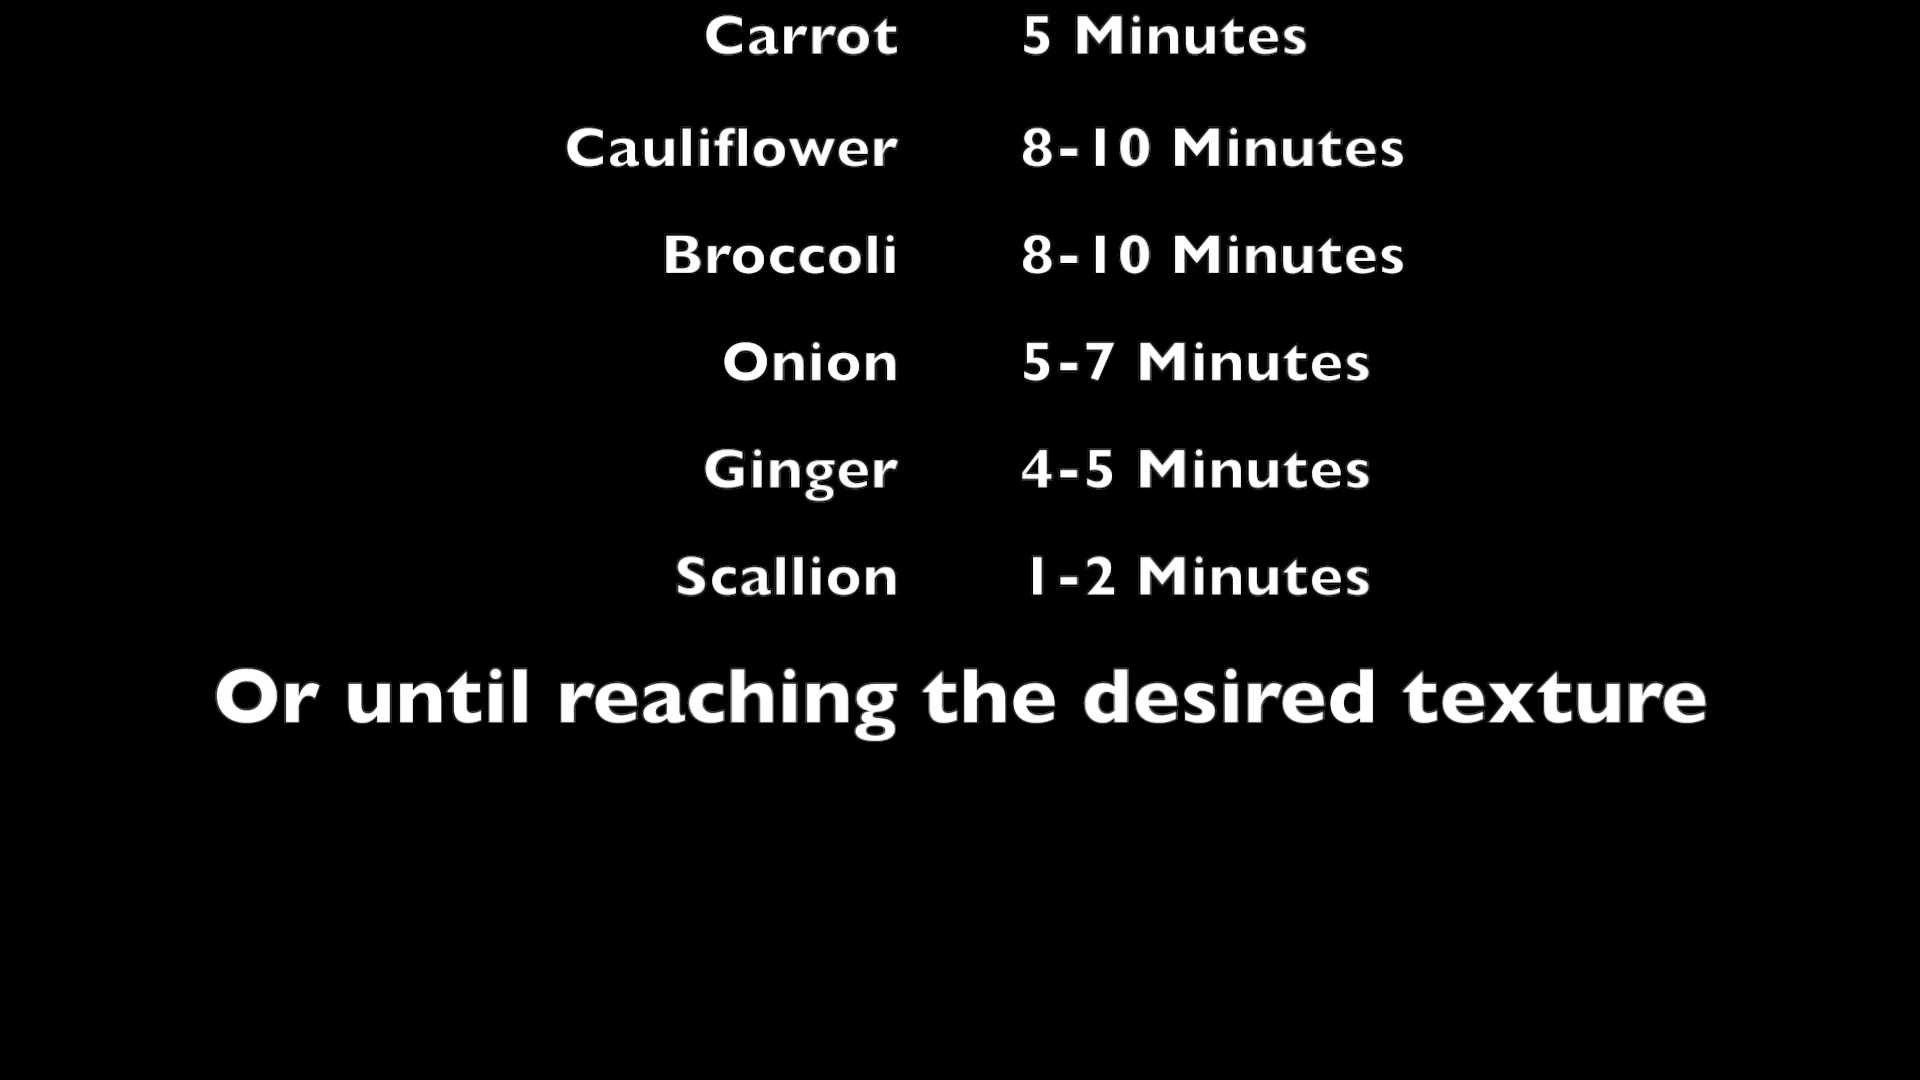 Carrot 5 Minutes
Cauliflower 8-10 Minutes
Broccoli 8-10 Minutes
Onion 5-7 Minutes
Ginger 4-5 Minutes
Scallion 1-2 Minutes
Or until reaching the desired texture